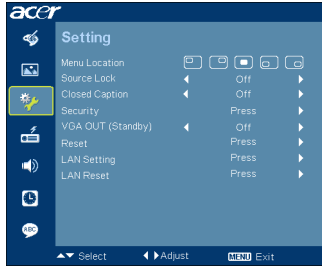 acer
Setting
Menu Location
Source Lock Off
Closed Caption Off
Security Press
VGA OUT (Standby) Off
Reset Press
LAN Setting Press
LAN Reset Press
ABC
Select Adjust MENU Exit